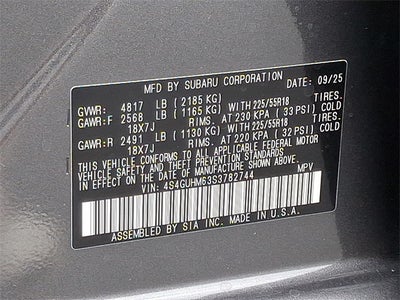 MFD BY SUBARU CORPORATION DATE: 09/25
GVWR: 4817 LB (2185 KG)
GAWR:F 2568 LB (1165 KG) WITH 225/55R18 TIRES.
18X7J RIMS. AT 230 KPA ( 33 PSI) COLD
GAWR:R 2491 LB (1130 KG) WITH 225/55R18 TIRES.
18X7J RIMS. AT 220 KPA ( 32 PSI) COLD
THIS VEHICLE CONFORMS TO ALL APPLICABLE FEDERAL MOTOR
VEHICLE SAFETY AND THEFT PREVENTION STANDARDS
IN EFFECT ON THE DATE OF MANUFACTURE SHOWN ABOVE.
VIN: 4S4GUHM63S3782744 MPV
ASSEMBLED BY SIA INC. MADE IN U.S.A.